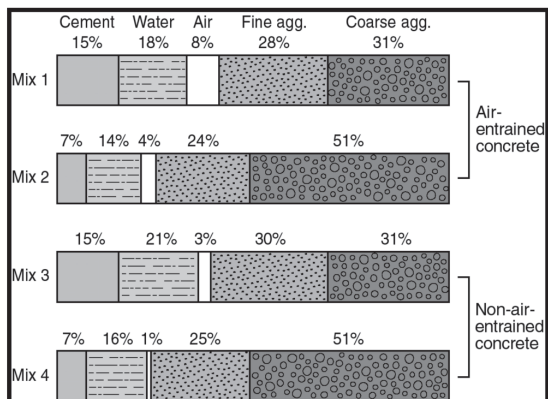 Cement Water Air Fine agg. Coarse agg.
15% 18% 8% 28% 31%
Mix 1
Air-
entrained
concrete
7% 14% 4% 24% 51%
Mix 2
15% 21% 3% 30% 31%
Mix 3
Non-air-
entrained
concrete
7% 16% 1% 25% 51%
Mix 4